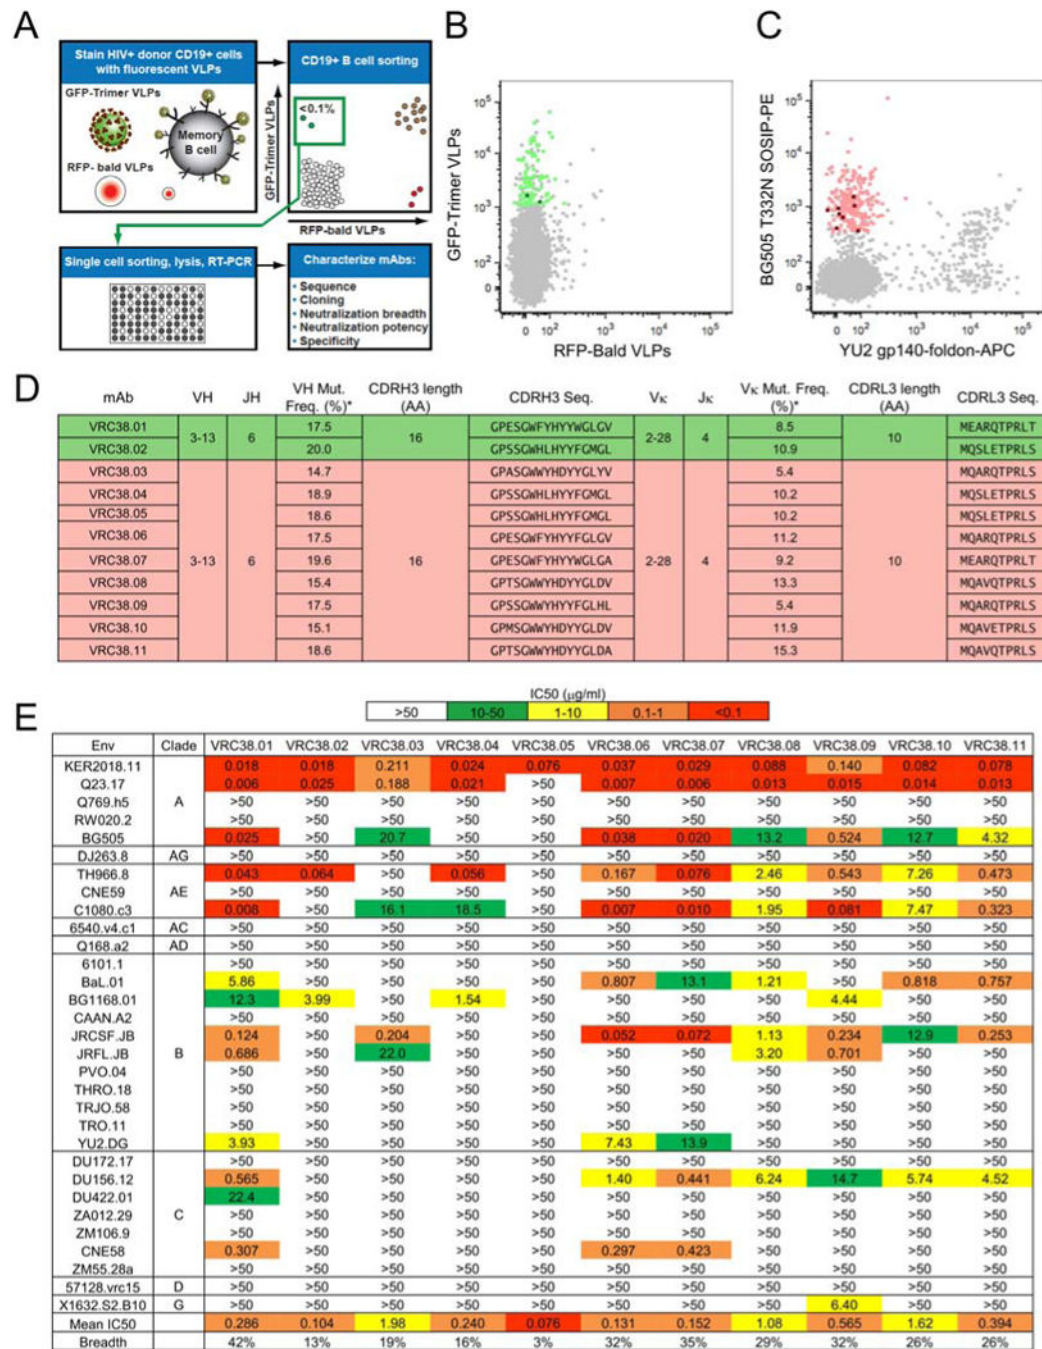 A
Stain HIV+ donor CD19+ cells
with fluorescent VLPs
GFP-Trimer VLPs
Memory
B cell
RFP- bald VLPs
CD19+ B cell sorting
<0.1%
GFP-Trimer VLPs
RFP-bald VLPs
Single cell sorting, lysis, RT-PCR
Characterize mAbs:
• Sequence
• Cloning
• Neutralization breadth
• Neutralization potency
• Specificity
B
GFP-Trimer VLPs
10^5
10^4
10^3
10^2
0
0 10^2 10^3 10^4 10^5
RFP-Bald VLPs
C
BG505 T332N SOSIP-PE
10^5
10^4
10^3
10^2
0
0 10^2 10^3 10^4 10^5
YU2 gp140-foldon-APC
D
mAb VH JH VH Mut. Freq. (%)* CDRH3 length (AA) CDRH3 Seq. Vκ Jκ Vκ Mut. Freq. (%)* CDRL3 length (AA) CDRL3 Seq.
VRC38.01 3-13 6 17.5 16 GPESGWFYHYYWGLGV 2-28 4 8.5 10 MEARQTPRLT
VRC38.02 20.0 GPSSGWHLHYYFGMGL 10.9 MQSLETPRLS
VRC38.03 14.7 GPASGWWYHDYYGLYV 5.4 MQARQTPRLS
VRC38.04 18.9 GPSSGWHLHYYFGMGL 10.2 MQSLETPRLS
VRC38.05 18.6 GPSSGWHLHYYFGMGL 10.2 MQSLETPRLS
VRC38.06 17.5 GPESGWFYHYYFGLGV 11.2 MQARQTPRLS
VRC38.07 3-13 6 19.6 16 GPESGWFYHYYWGLGA 2-28 4 9.2 10 MEARQTPRLT
VRC38.08 15.4 GPTSGWWYHDYYGLDV 13.3 MQAVQTPRLS
VRC38.09 17.5 GPSSGWWYHYYFGLHL 5.4 MQARQTPRLS
VRC38.10 15.1 GPMSGWWYHDYYGLDV 11.9 MQAVETPRLS
VRC38.11 18.6 GPTSGWWYHDYYGLDA 15.3 MQAVQTPRLS
E
IC50 (μg/ml)
>50 10-50 1-10 0.1-1 <0.1
Env Clade VRC38.01 VRC38.02 VRC38.03 VRC38.04 VRC38.05 VRC38.06 VRC38.07 VRC38.08 VRC38.09 VRC38.10 VRC38.11
KER2018.11 0.018 0.018 0.211 0.024 0.076 0.037 0.029 0.088 0.140 0.082 0.078
Q23.17 0.006 0.025 0.188 0.021 >50 0.007 0.006 0.013 0.015 0.014 0.013
Q769.h5 A >50 >50 >50 >50 >50 >50 >50 >50 >50 >50 >50
RW020.2 >50 >50 >50 >50 >50 >50 >50 >50 >50 >50 >50
BG505 0.025 >50 20.7 >50 >50 0.038 0.020 13.2 0.524 12.7 4.32
DJ263.8 AG >50 >50 >50 >50 >50 >50 >50 >50 >50 >50 >50
TH966.8 0.043 0.064 >50 0.056 >50 0.167 0.076 2.46 0.543 7.26 0.473
CNE59 AE >50 >50 >50 >50 >50 >50 >50 >50 >50 >50 >50
C1080.c3 0.008 >50 16.1 18.5 >50 0.007 0.010 1.95 0.081 7.47 0.323
6540.v4.c1 AC >50 >50 >50 >50 >50 >50 >50 >50 >50 >50 >50
Q168.a2 AD >50 >50 >50 >50 >50 >50 >50 >50 >50 >50 >50
6101.1 >50 >50 >50 >50 >50 >50 >50 >50 >50 >50 >50
BaL.01 5.86 >50 >50 >50 >50 0.807 13.1 1.21 >50 0.818 0.757
BG1168.01 12.3 3.99 >50 1.54 >50 >50 >50 >50 4.44 >50 >50
CAAN.A2 >50 >50 >50 >50 >50 >50 >50 >50 >50 >50 >50
JRCSF.JB B 0.124 >50 0.204 >50 >50 0.052 0.072 1.13 0.234 12.9 0.253
JRFL.JB 0.686 >50 22.0 >50 >50 >50 >50 3.20 0.701 >50 >50
PVO.04 >50 >50 >50 >50 >50 >50 >50 >50 >50 >50 >50
THRO.18 >50 >50 >50 >50 >50 >50 >50 >50 >50 >50 >50
TRJO.58 >50 >50 >50 >50 >50 >50 >50 >50 >50 >50 >50
TRO.11 >50 >50 >50 >50 >50 >50 >50 >50 >50 >50 >50
YU2.DG 3.93 >50 >50 >50 >50 7.43 13.9 >50 >50 >50 >50
DU172.17 >50 >50 >50 >50 >50 >50 >50 >50 >50 >50 >50
DU156.12 0.565 >50 >50 >50 >50 1.40 0.441 6.24 14.7 5.74 4.52
DU422.01 22.4 >50 >50 >50 >50 >50 >50 >50 >50 >50 >50
ZA012.29 C >50 >50 >50 >50 >50 >50 >50 >50 >50 >50 >50
ZM106.9 >50 >50 >50 >50 >50 >50 >50 >50 >50 >50 >50
CNE58 0.307 >50 >50 >50 >50 0.297 0.423 >50 >50 >50 >50
ZM55.28a >50 >50 >50 >50 >50 >50 >50 >50 >50 >50 >50
57128.vrc15 D >50 >50 >50 >50 >50 >50 >50 >50 >50 >50 >50
X1632.S2.B10 G >50 >50 >50 >50 >50 >50 >50 >50 6.40 >50 >50
Mean IC50 0.286 0.104 1.98 0.240 0.076 0.131 0.152 1.08 0.565 1.62 0.394
Breadth 42% 13% 19% 16% 3% 32% 35% 29% 32% 26% 26%